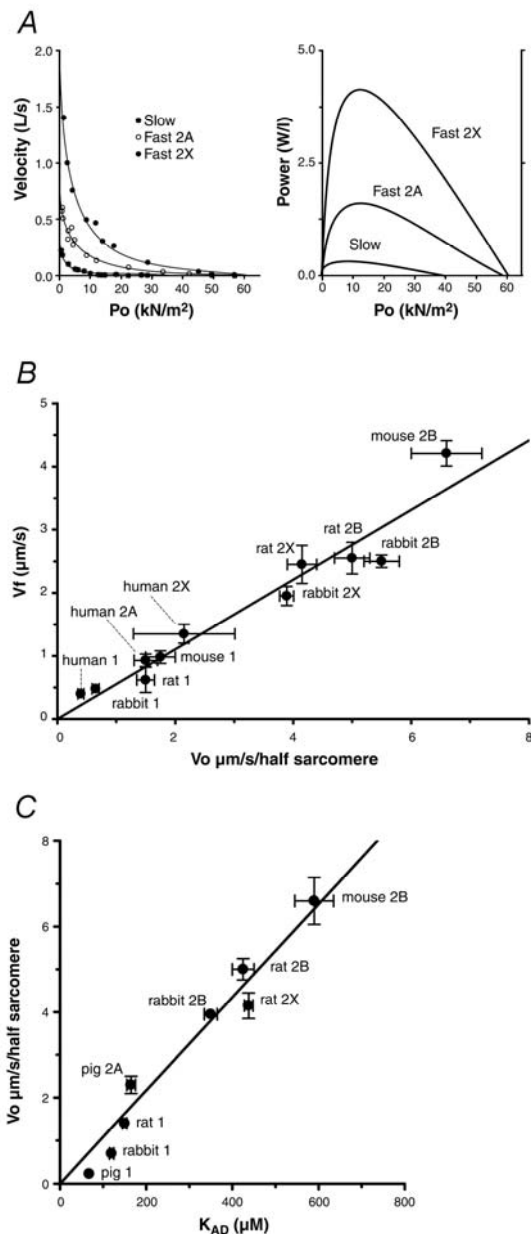 A
Velocity (L/s)
2.0
1.5
1.0
0.5
0.0
Slow
Fast 2A
Fast 2X
0 10 20 30 40 50 60
Po (kN/m²)
Power (W/l)
5.0
2.5
0.0
Fast 2X
Fast 2A
Slow
0 10 20 30 40 50 60
Po (kN/m²)
B
Vf (µm/s)
5
4
3
2
1
0
mouse 2B
rat 2B
rat 2X
rabbit 2B
rabbit 2X
human 2X
human 2A
mouse 1
human 1
rat 1
rabbit 1
0 2 4 6 8
Vo µm/s/half sarcomere
C
Vo µm/s/half sarcomere
8
6
4
2
0
mouse 2B
rat 2B
rabbit 2B
rat 2X
pig 2A
rat 1
rabbit 1
pig 1
0 200 400 600 800
K_AD (µM)